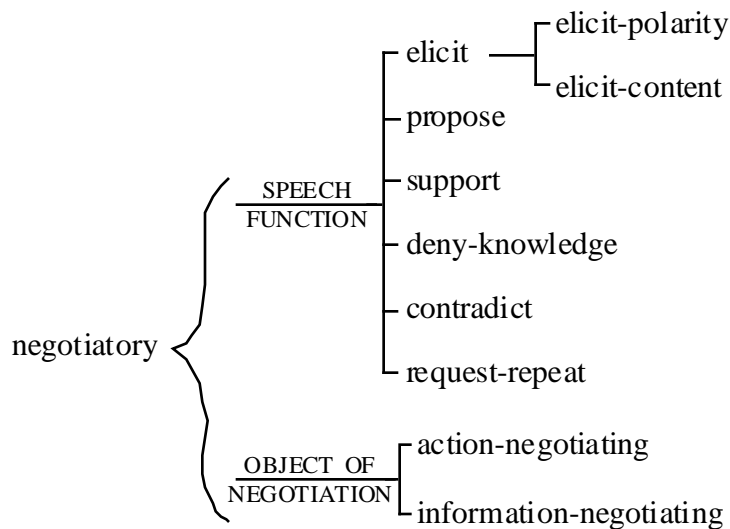 elicit-polarity
elicit
elicit-content
propose
SPEECH
FUNCTION
support
deny-knowledge
contradict
negotiatory
request-repeat
action-negotiating
OBJECT OF
NEGOTIATION
information-negotiating